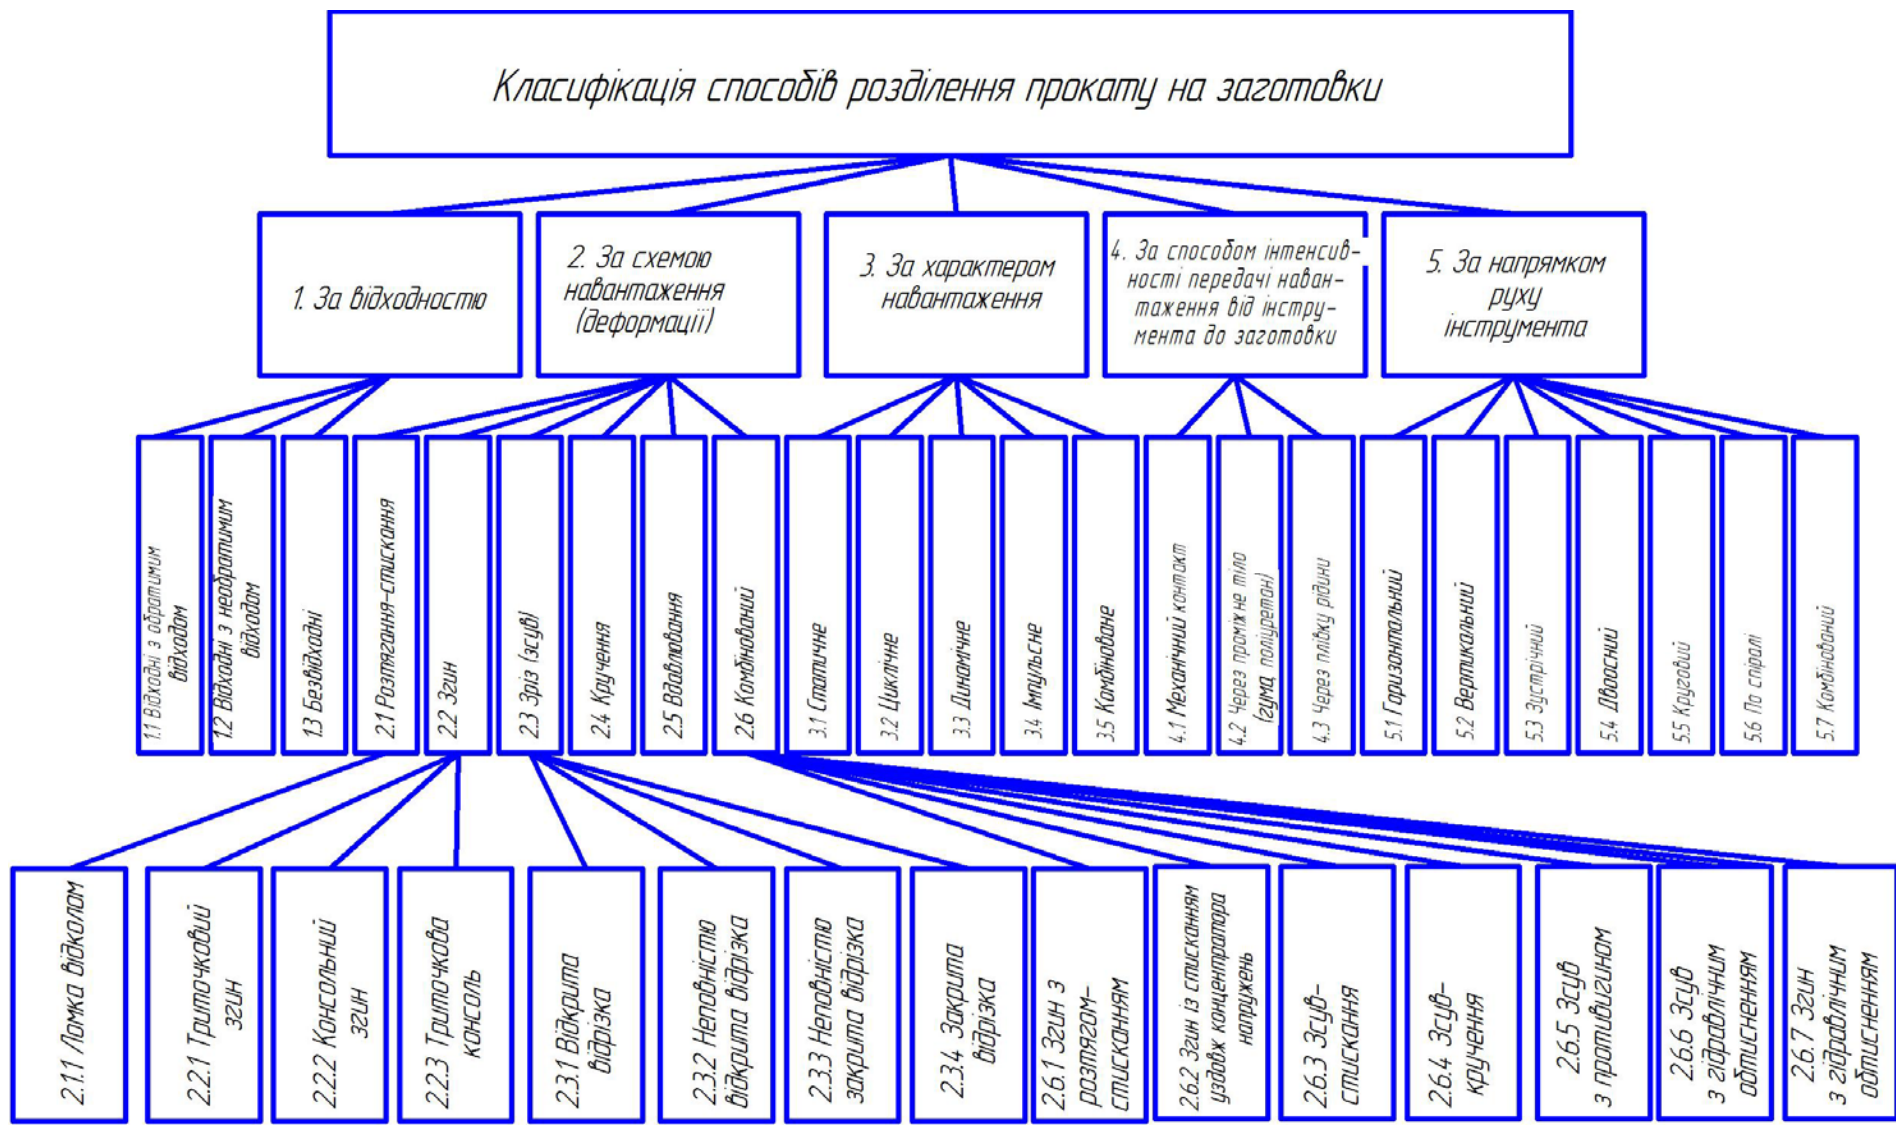 Класифікація способів розділення прокату на заготовки
1. За відходностю
2. За схемою
навантаження
(деформації)
3. За характером
навантаження
4. За способом інтенсив-
ності передачі наван-
таження від інстру-
мента до заготовки
5. За напрямком
руху
інструмента
1.1 Відходні з обратимим
відходом
1.2 Відходні з необратимим
відходом
1.3 Безвідходні
2.1 Розтягання-стискання
2.2 Згин
2.3 Зріз (зсув)
2.4 Кручення
2.5 Вдавлювання
2.6 Комбінований
3.1 Статичне
3.2 Циклічне
3.3 Динамічне
3.4 Імпульсне
3.5 Комбіноване
4.1 Механічний контакт
4.2 Через проміжне тіло
(гума, поліуретан)
4.3 Через плівку рідини
5.1 Горизонтальний
5.2 Вертикальний
5.3 Зустрічний
5.4 Двоосний
5.5 Круговий
5.6 По спіралі
5.7 Комбінований
2.1.1 Ломка відколом
2.2.1 Триточковий
згин
2.2.2 Консольний
згин
2.2.3 Триточкова
консоль
2.3.1 Відкрита
відрізка
2.3.2 Неповністю
відкрита відрізка
2.3.3 Неповністю
закрита відрізка
2.3.4 Закрита
відрізка
2.6.1 Згин з
розтягом-
стисканням
2.6.2 Згин із стисканням
уздовж концентратора
напружень
2.6.3 Зсув-
стискання
2.6.4 Зсув-
кручення
2.6.5 Зсув
з противигином
2.6.6 Зсув
з гідравлічним
обтисненням
2.6.7 Згин
з гідравлічним
обтисненням